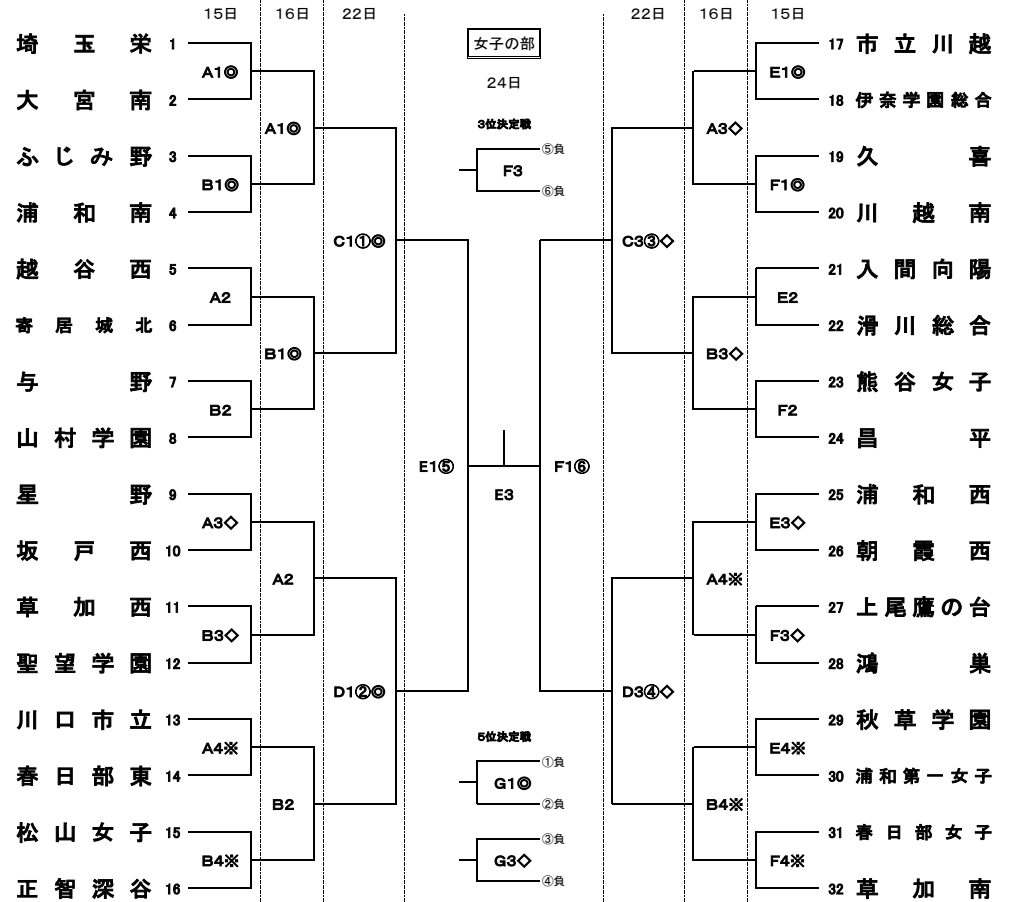 15日 16日 22日 22日 16日 15日
女子の部
24日
埼玉栄 1 17 市立川越
A1◎ E1◎
大宮南 2 18 伊奈学園総合
3位決定戦
A1◎ A3◇
⑤負
ふじみ野 3 19 久喜
F3
B1◎ F1◎
⑥負
浦和南 4 20 川越南
C1①◎ C3③◇
越谷西 5 21 入間向陽
A2 E2
寄居城北 6 22 滑川総合
B1◎ B3◇
与野 7 23 熊谷女子
B2 F2
山村学園 8 24 昌平
E1⑤ F1⑥
E3
星野 9 25 浦和西
A3◇ E3◇
坂戸西 10 26 朝霞西
A2 A4※
草加西 11 27 上尾鷹の台
B3◇ F3◇
聖望学園 12 28 鴻巣
D1②◎ D3④◇
川口市立 13 29 秋草学園
5位決定戦
A4※ E4※
①負
春日部東 14 30 浦和第一女子
G1◎
B2 B4※
②負
松山女子 15 31 春日部女子
③負
B4※ G3◇ F4※
④負
正智深谷 16 32 草加南